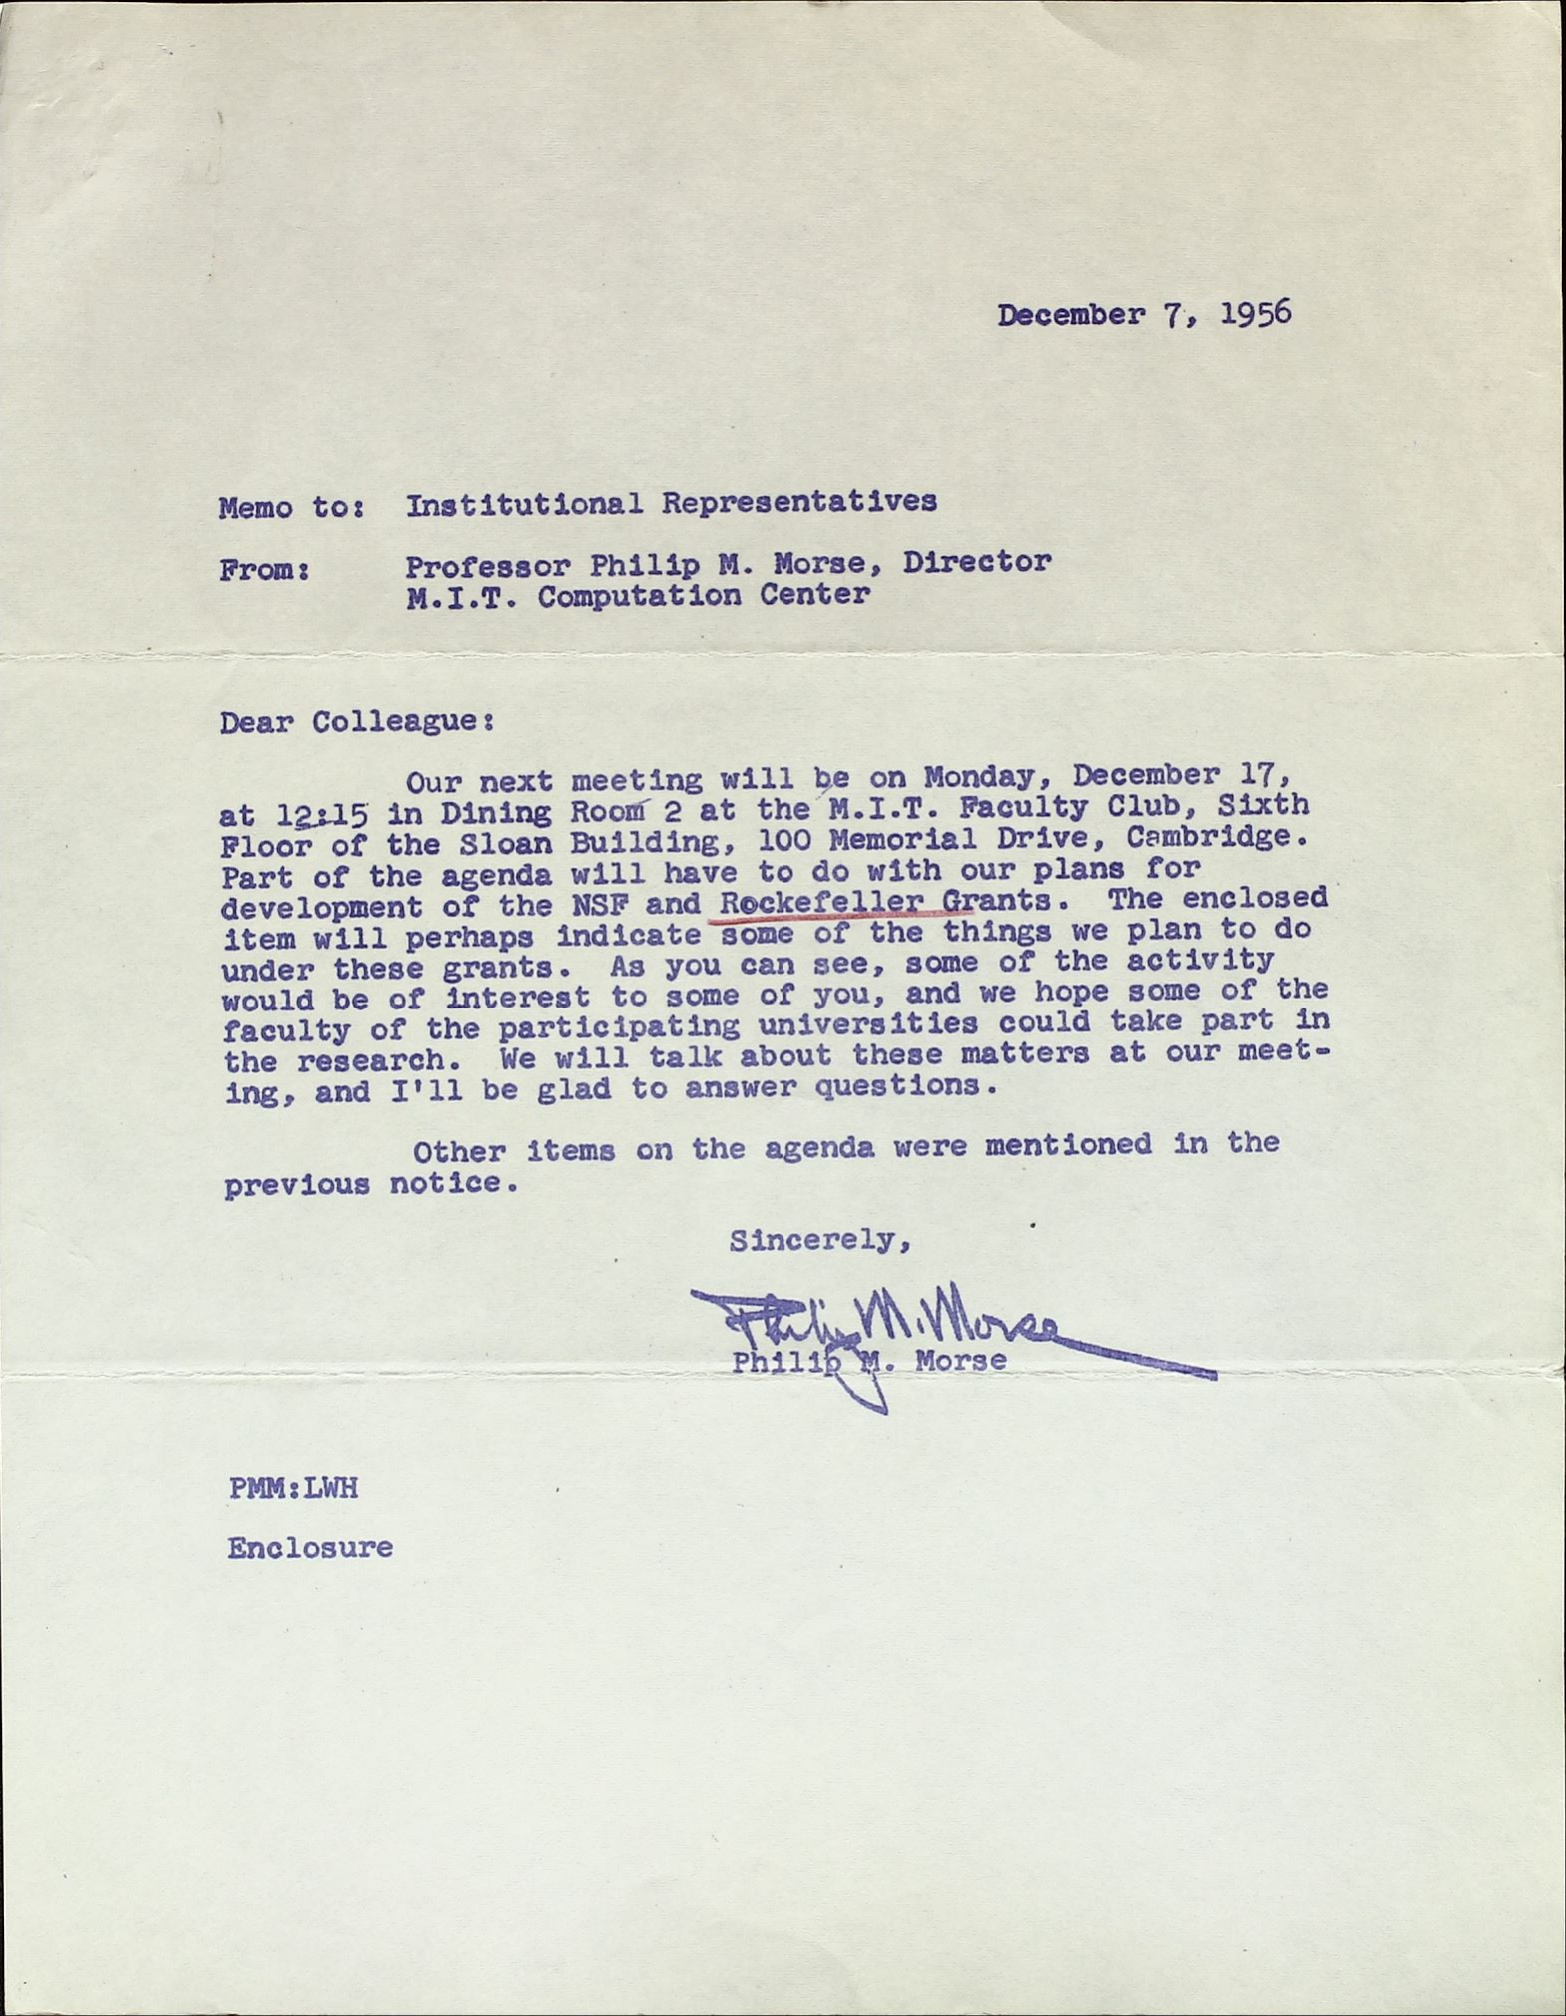 December 7, 1956
Memo to: Institutional Representatives
From: Professor Philip M. Morse, Director
M.I.T. Computation Center
Dear Colleague:
Our next meeting will be on Monday, December 17,
at 12:15 in Dining Room 2 at the M.I.T. Faculty Club, Sixth
Floor of the Sloan Building, 100 Memorial Drive, Cambridge.
Part of the agenda will have to do with our plans for
development of the NSF and Rockefeller Grants. The enclosed
item will perhaps indicate some of the things we plan to do
under these grants. As you can see, some of the activity
would be of interest to some of you, and we hope some of the
faculty of the participating universities could take part in
the research. We will talk about these matters at our meet-
ing, and I'll be glad to answer questions.
Other items on the agenda were mentioned in the
previous notice.
Sincerely,
Philip M. Morse
Philip M. Morse
PMM:LWH
Enclosure